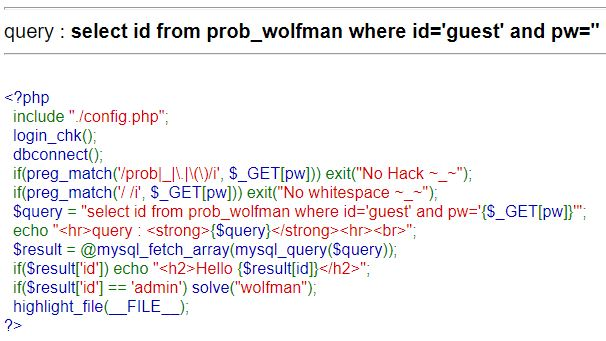 query : select id from prob_wolfman where id='guest' and pw=''
<?php
include "./config.php";
login_chk();
dbconnect();
if(preg_match('/prob|_|\.|\(\)/i', $_GET[pw])) exit("No Hack ~_~");
if(preg_match('/ /i', $_GET[pw])) exit("No whitespace ~_~");
$query = "select id from prob_wolfman where id='guest' and pw='{$_GET[pw]}'";
echo "<hr>query : <strong>{$query}</strong><hr><br>";
$result = @mysql_fetch_array(mysql_query($query));
if($result['id']) echo "<h2>Hello {$result[id]}</h2>";
if($result['id'] == 'admin') solve("wolfman");
highlight_file(__FILE__);
?>